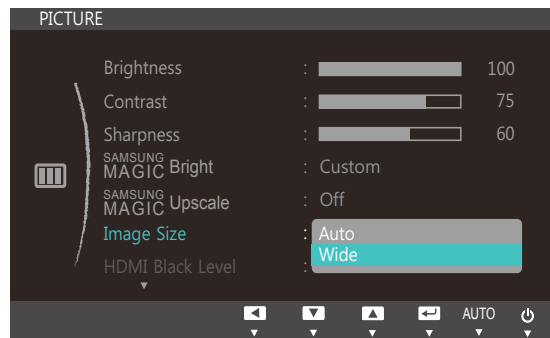 PICTURE
Brightness : 100
Contrast : 75
Sharpness : 60
SAMSUNG
MAGIC Bright : Custom
SAMSUNG
MAGIC Upscale : Off
Image Size : Auto
Wide
HDMI Black Level :
AUTO